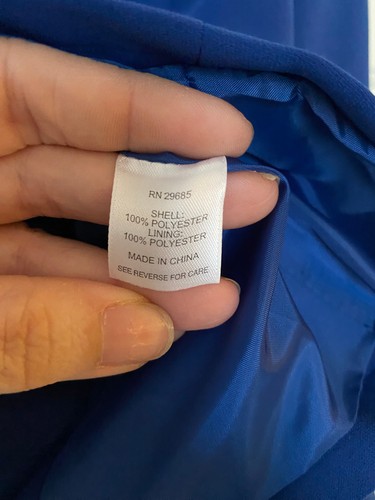 RN 29685
SHELL:
100% POLYESTER
LINING:
100% POLYESTER
MADE IN CHINA
SEE REVERSE FOR CARE